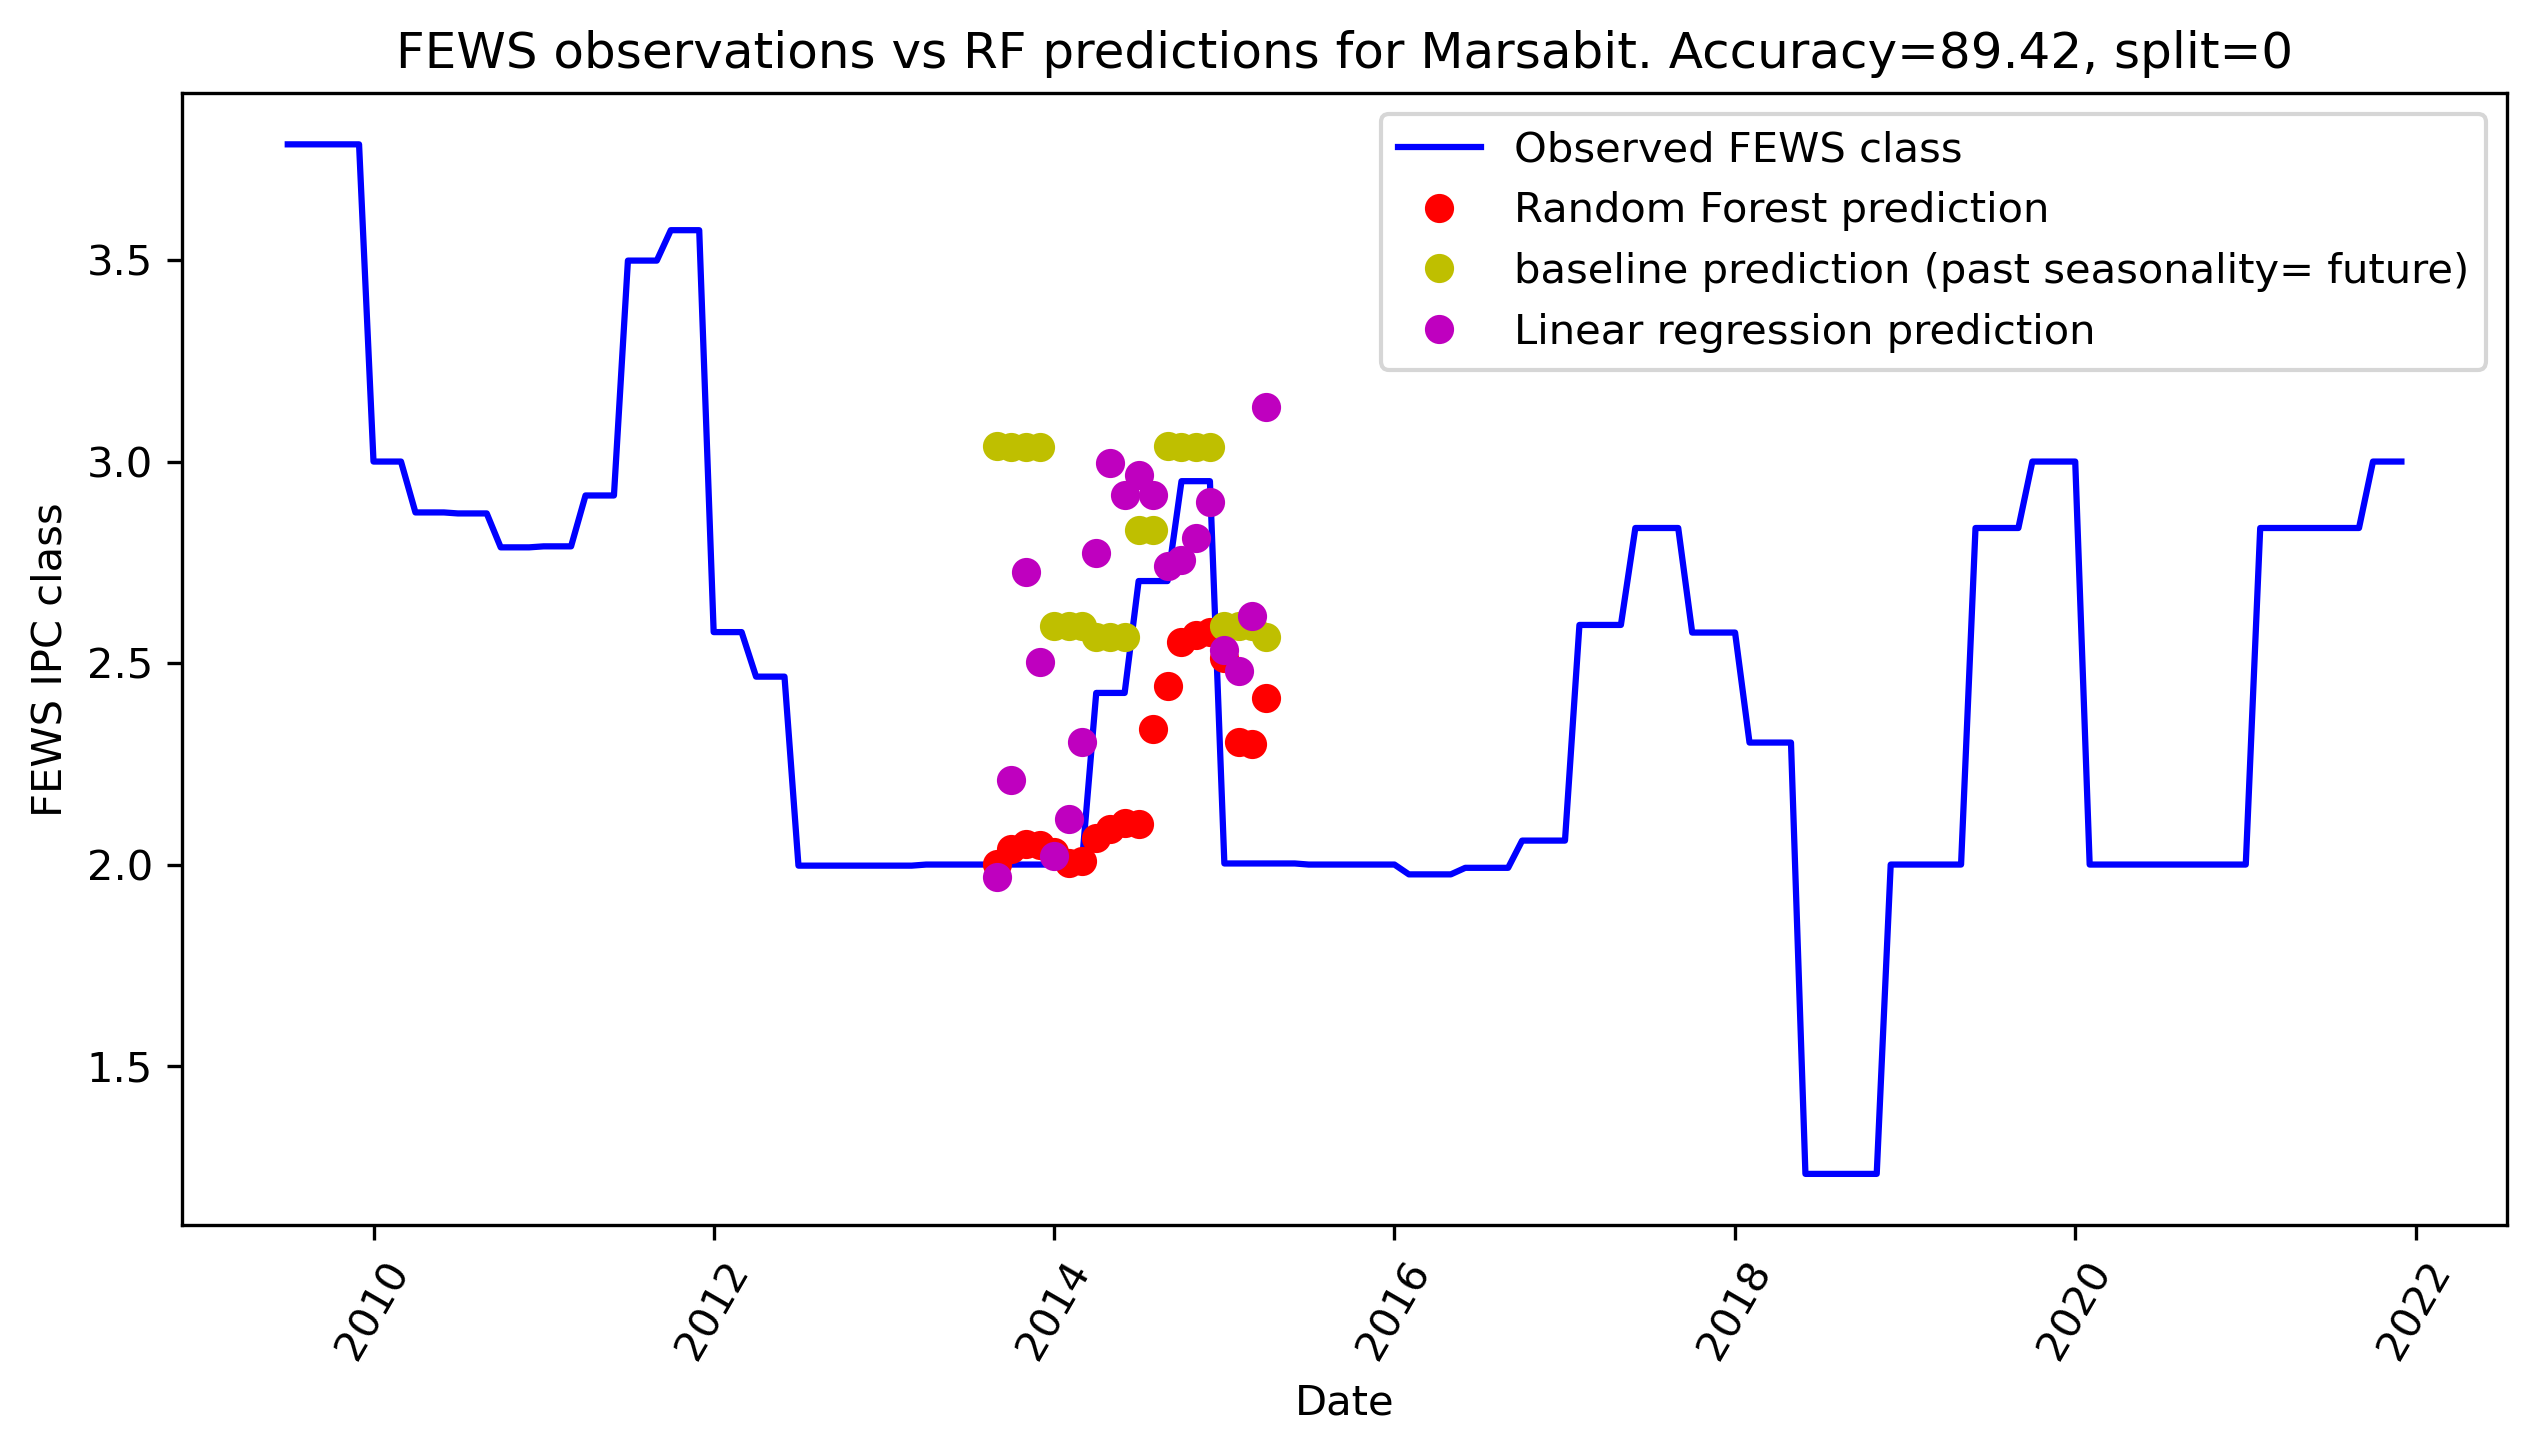 FEWS observations vs RF predictions for Marsabit. Accuracy=89.42, split=0
Observed FEWS class
Random Forest prediction
baseline prediction (past seasonality= future)
Linear regression prediction
FEWS IPC class
3.5
3.0
2.5
2.0
1.5
2010
2012
2014
2016
2018
2020
2022
Date